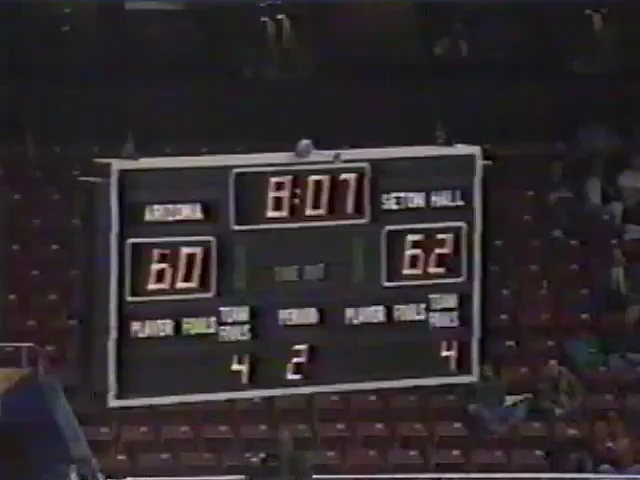 8:07
ARIZONA SETON HALL
60 62
TIME OUT
PLAYER FOULS TEAM FOULS PERIOD PLAYER FOULS TEAM FOULS
4 2 4